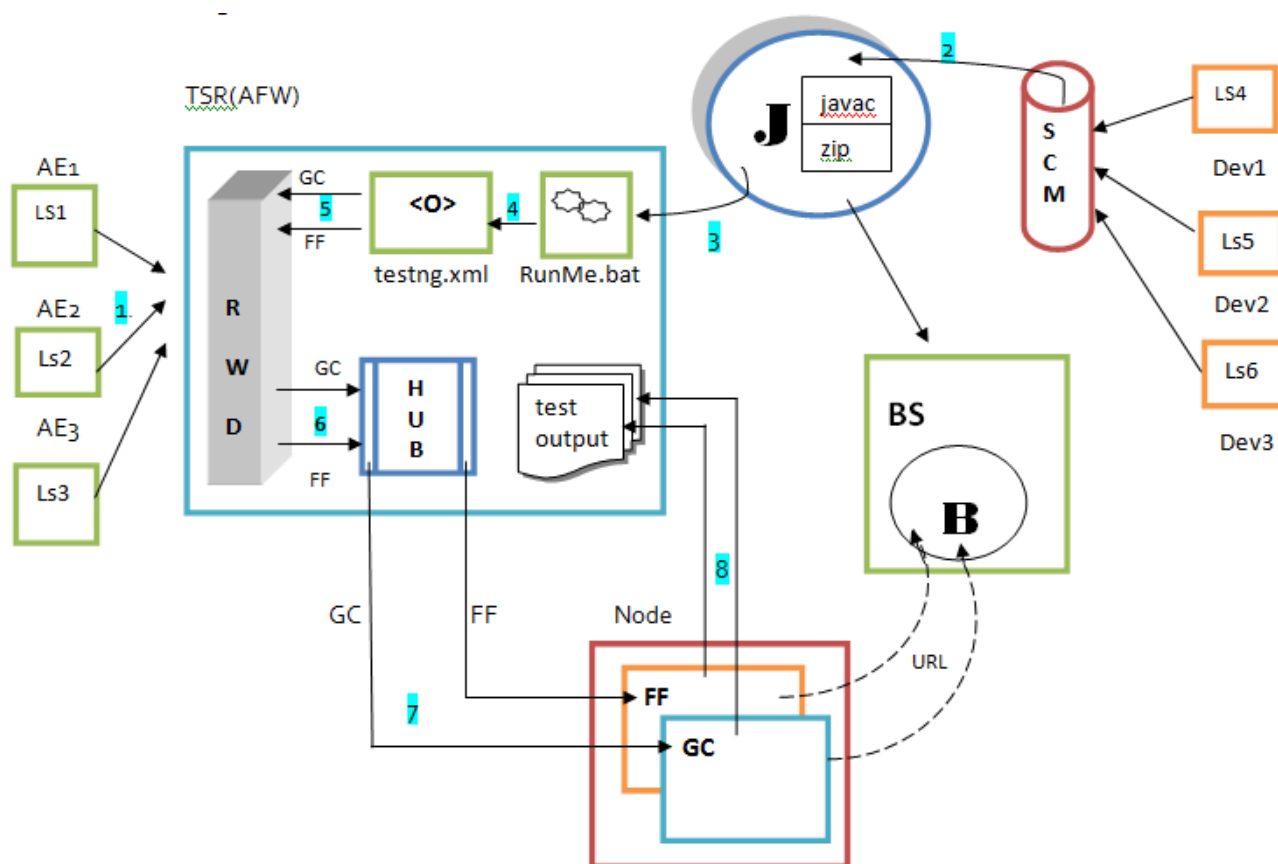 TSR(AFW)
AE1
LS1
AE2
1.
Ls2
AE3
Ls3
R
W
D
GC
5
FF
<O>
testng.xml
4
RunMe.bat
3
GC
6
FF
H
U
B
test
output
J
javac
zip
2
S
C
M
LS4
Dev1
Ls5
Dev2
Ls6
Dev3
BS
B
GC
FF
7
8
Node
FF
GC
URL